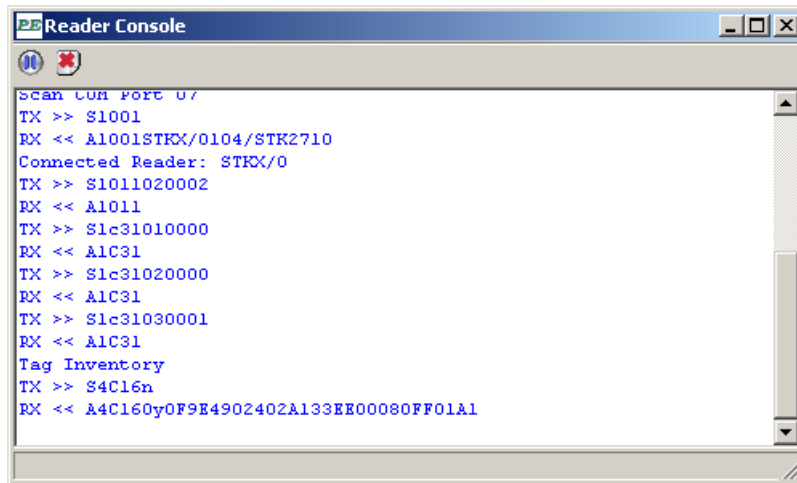 PE Reader Console
Scan COM Port 07
TX >> S1001
RX << A1001STKX/0104/STK2710
Connected Reader: STKX/0
TX >> S1011020002
RX << A1011
TX >> S1c31010000
RX << A1C31
TX >> S1c31020000
RX << A1C31
TX >> S1c31030001
RX << A1C31
Tag Inventory
TX >> S4C16n
RX << A4C160y0F9E4902402A133EE00080FF01A1